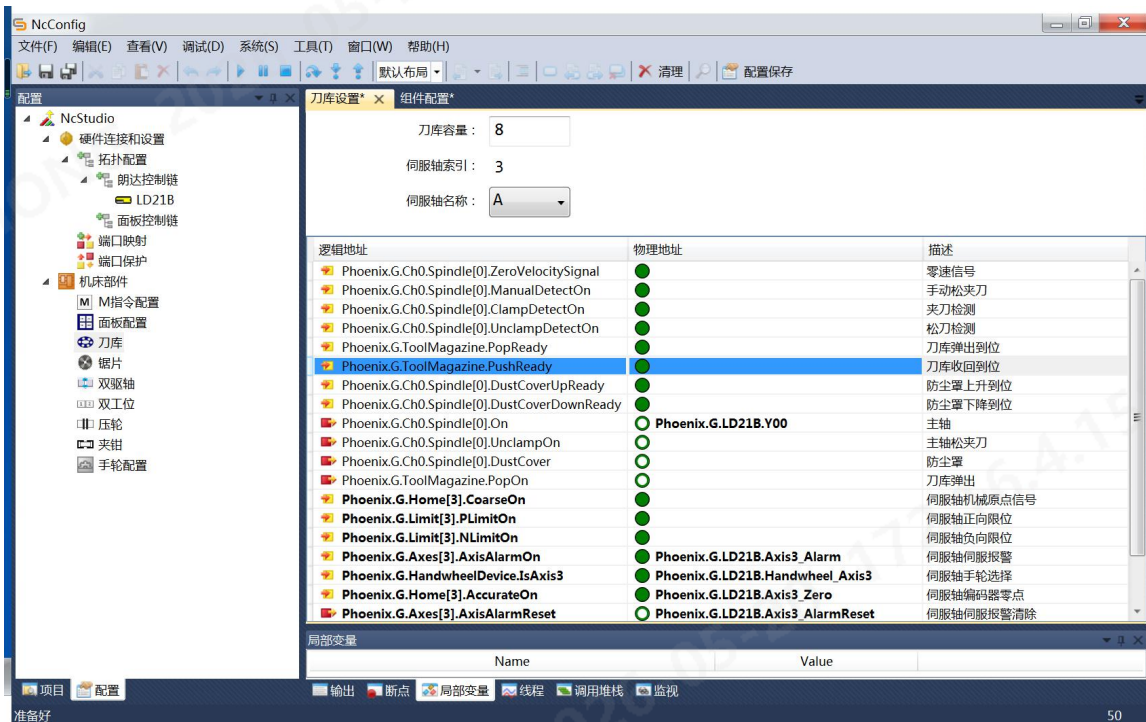 NcConfig
文件(F) 编辑(E) 查看(V) 调试(D) 系统(S) 工具(T) 窗口(W) 帮助(H)
默认布局 清理 配置保存
配置
刀库设置* 组件配置*
NcStudio
硬件连接和设置
拓扑配置
朗达控制链
LD21B
面板控制链
端口映射
端口保护
机床部件
M指令配置
面板配置
刀库
锯片
双驱轴
双工位
压轮
夹钳
手轮配置
刀库容量： 8
伺服轴索引： 3
伺服轴名称： A
逻辑地址 物理地址 描述
Phoenix.G.Ch0.Spindle[0].ZeroVelocitySignal 零速信号
Phoenix.G.Ch0.Spindle[0].ManualDetectOn 手动松夹刀
Phoenix.G.Ch0.Spindle[0].ClampDetectOn 夹刀检测
Phoenix.G.Ch0.Spindle[0].UnclampDetectOn 松刀检测
Phoenix.G.ToolMagazine.PopReady 刀库弹出到位
Phoenix.G.ToolMagazine.PushReady 刀库收回到位
Phoenix.G.Ch0.Spindle[0].DustCoverUpReady 防尘罩上升到位
Phoenix.G.Ch0.Spindle[0].DustCoverDownReady 防尘罩下降到位
Phoenix.G.Ch0.Spindle[0].On Phoenix.G.LD21B.Y00 主轴
Phoenix.G.Ch0.Spindle[0].UnclampOn 主轴松夹刀
Phoenix.G.Ch0.Spindle[0].DustCover 防尘罩
Phoenix.G.ToolMagazine.PopOn 刀库弹出
Phoenix.G.Home[3].CoarseOn 伺服轴机械原点信号
Phoenix.G.Limit[3].PLimitOn 伺服轴正向限位
Phoenix.G.Limit[3].NLimitOn 伺服轴负向限位
Phoenix.G.Axes[3].AxisAlarmOn Phoenix.G.LD21B.Axis3_Alarm 伺服轴伺服报警
Phoenix.G.HandwheelDevice.IsAxis3 Phoenix.G.LD21B.Handwheel_Axis3 伺服轴手轮选择
Phoenix.G.Home[3].AccurateOn Phoenix.G.LD21B.Axis3_Zero 伺服轴编码器零点
Phoenix.G.Axes[3].AxisAlarmReset Phoenix.G.LD21B.Axis3_AlarmReset 伺服轴伺服报警清除
局部变量
Name Value
项目 配置 输出 断点 局部变量 线程 调用堆栈 监视
准备好 50